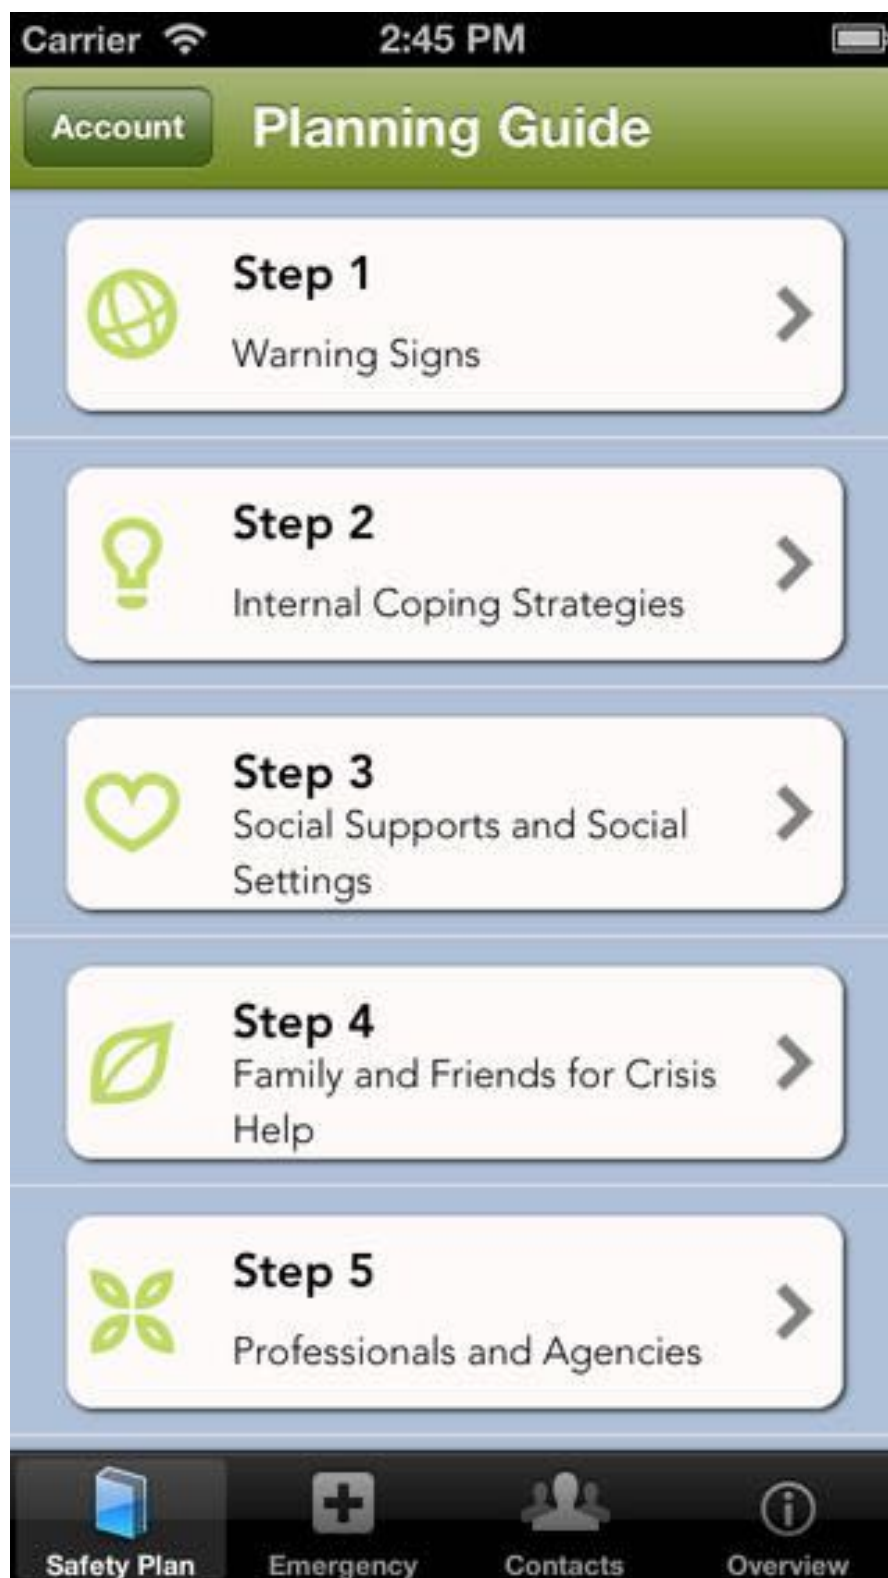 Carrier 2:45 PM
Account Planning Guide
Step 1
Warning Signs
Step 2
Internal Coping Strategies
Step 3
Social Supports and Social
Settings
Step 4
Family and Friends for Crisis
Help
Step 5
Professionals and Agencies
Safety Plan Emergency Contacts Overview